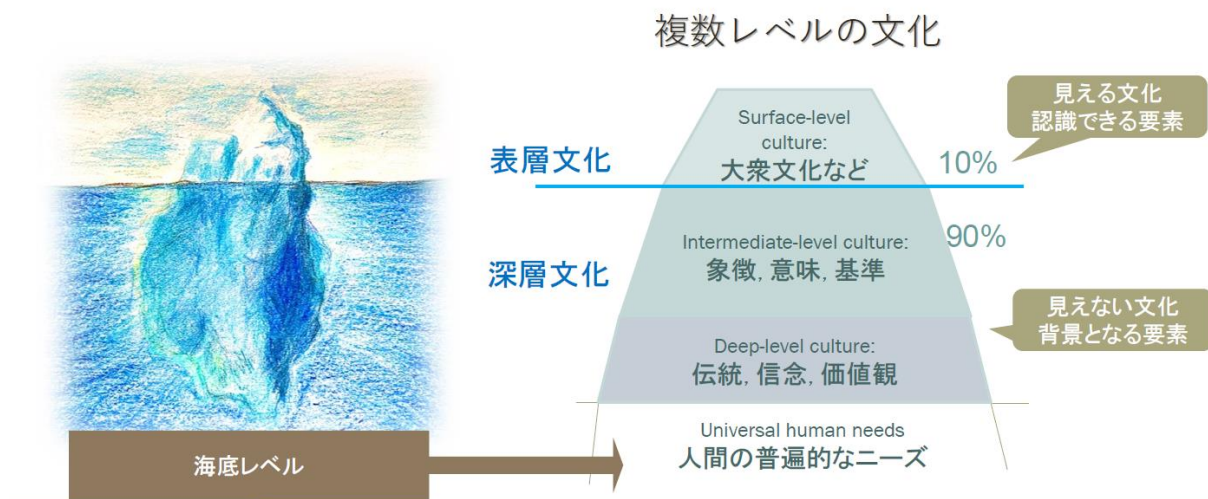 複数レベルの文化
見える文化
認識できる要素
Surface-level
culture:
大衆文化など
表層文化
10%
90%
Intermediate-level culture:
象徴, 意味, 基準
深層文化
見えない文化
背景となる要素
Deep-level culture:
伝統, 信念, 価値観
Universal human needs
人間の普遍的なニーズ
海底レベル